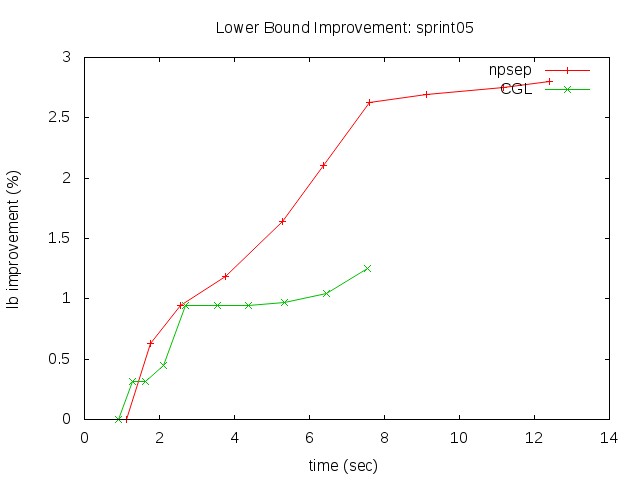 Lower Bound Improvement: sprint05
npsep
CGL
3
2.5
2
1.5
1
0.5
0
lb improvement (%)
0 2 4 6 8 10 12 14
time (sec)